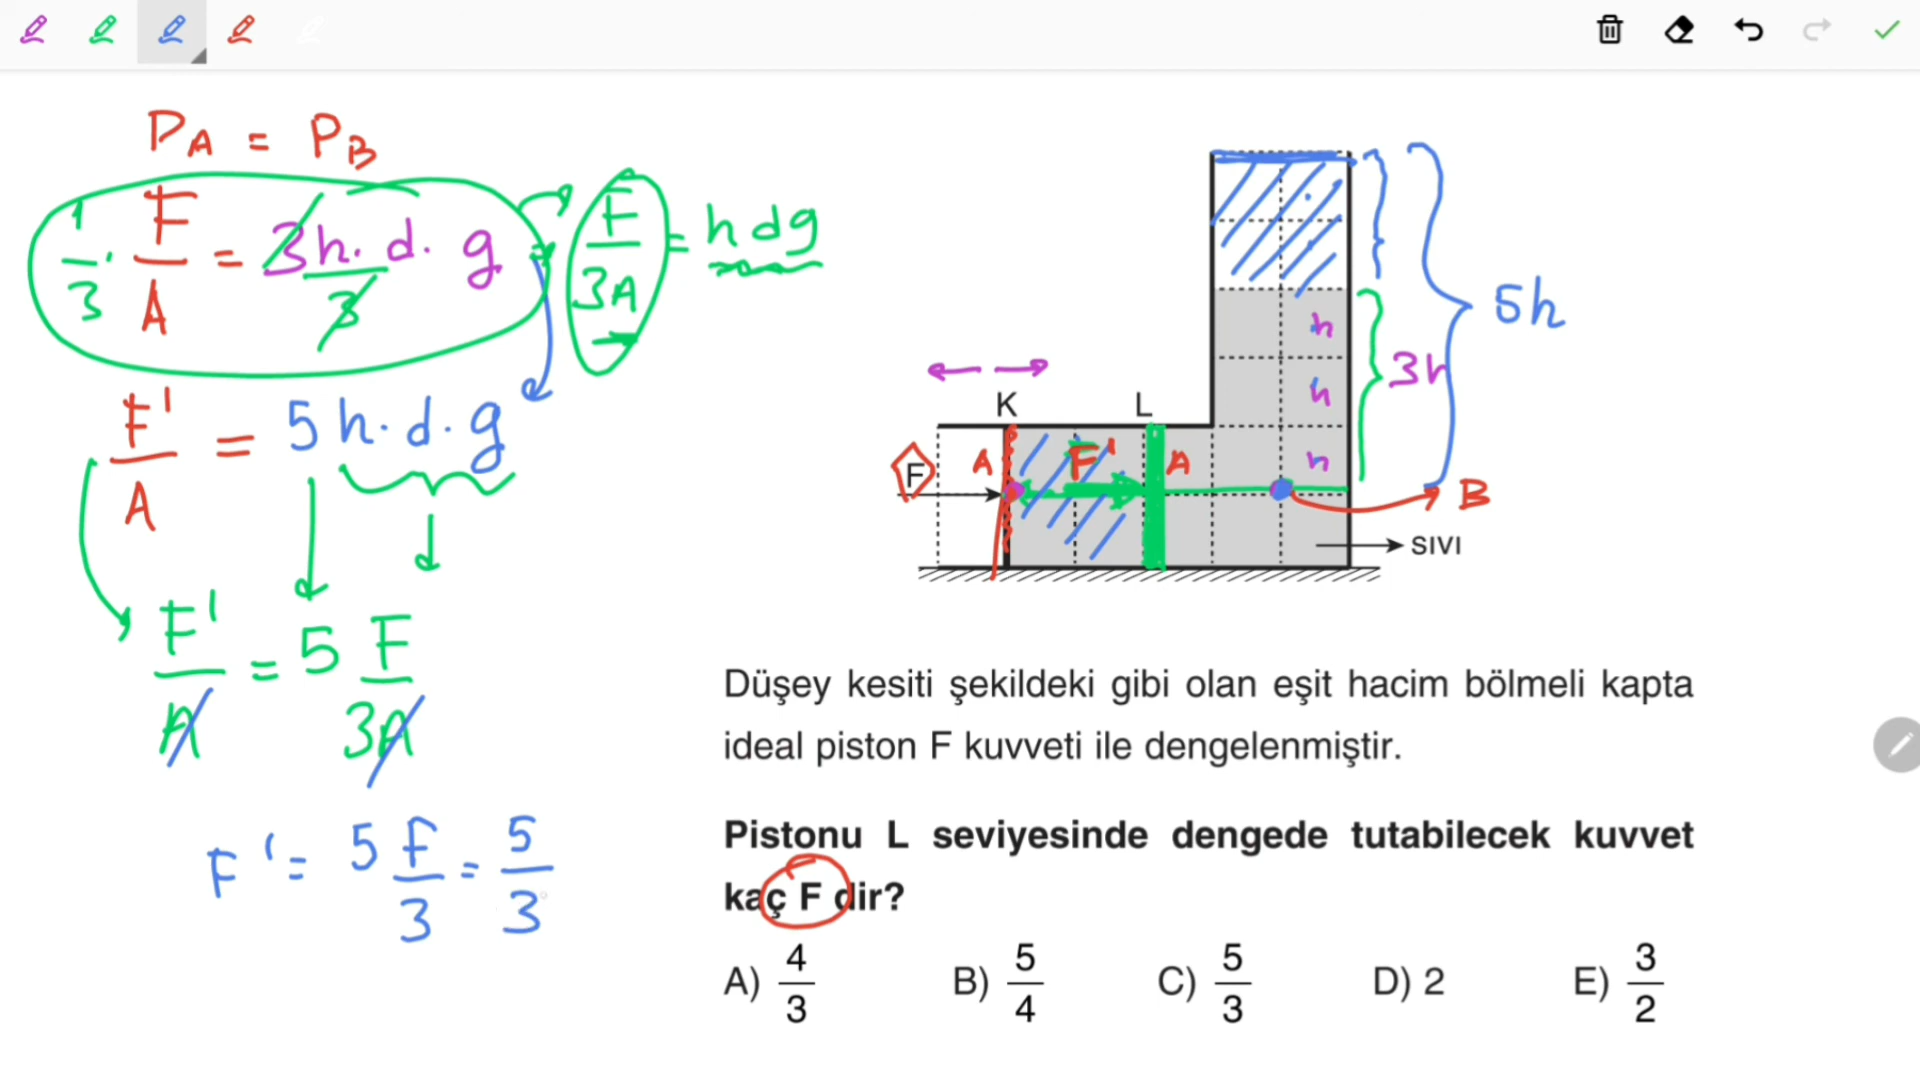 P_A = P_B
1/3 · F/A = 3h.d.g/3
F/3A = hdg
F'/A = 5h.d.g
F'/A = 5 F/3A
F' = 5 F/3 = 5/3
5h
3h
h
h
h
K L
F A F' A
B
SIVI
Düşey kesiti şekildeki gibi olan eşit hacim bölmeli kapta
ideal piston F kuvveti ile dengelenmiştir.
Pistonu L seviyesinde dengede tutabilecek kuvvet
kaç F dir?
A) 4/3 B) 5/4 C) 5/3 D) 2 E) 3/2